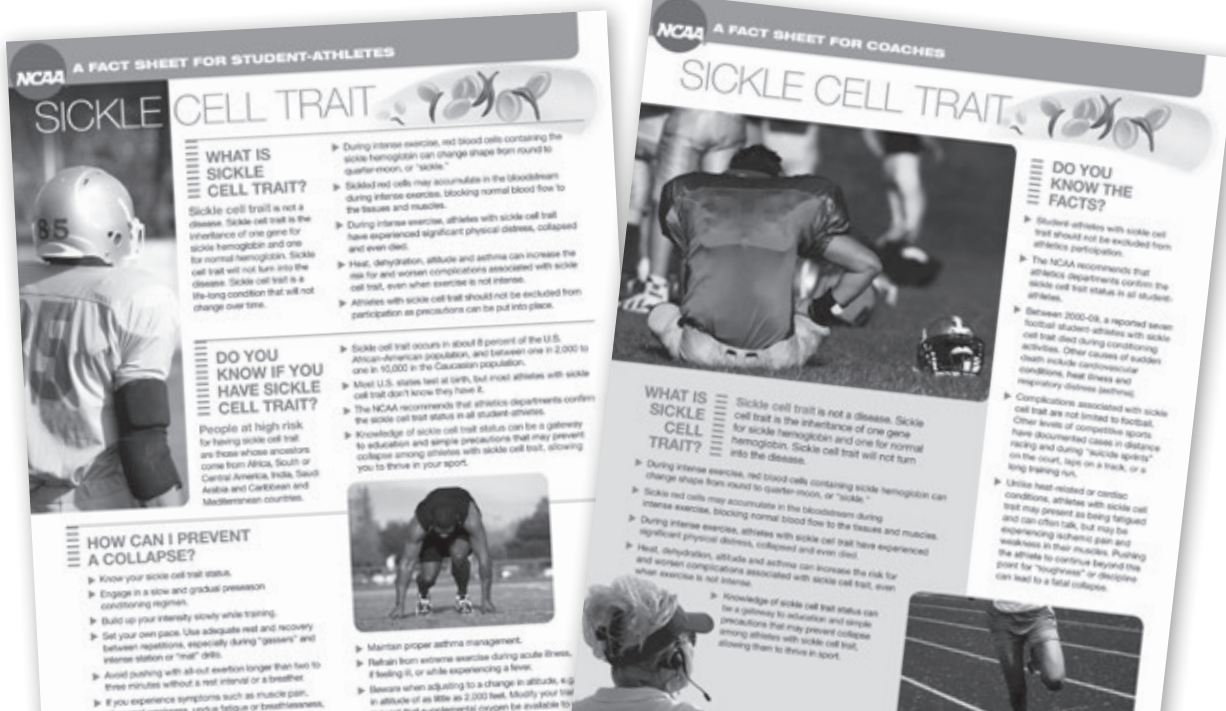 NCAA
A FACT SHEET FOR STUDENT-ATHLETES
SICKLE CELL TRAIT
WHAT IS
SICKLE
CELL TRAIT?
Sickle cell trait is not a
disease. Sickle cell trait is the
inheritance of one gene for
sickle hemoglobin and one
for normal hemoglobin. Sickle
cell trait will not turn into the
disease. Sickle cell trait is a
life-long condition that will not
change over time.
During intense exercise, red blood cells containing the
sickle hemoglobin can change shape from round to
quarter-moon, or "sickle."
Sickled red cells may accumulate in the bloodstream
during intense exercise, blocking normal blood flow to
the tissues and muscles.
During intense exercise, athletes with sickle cell trait
have experienced significant physical distress, collapsed
and even died.
Heat, dehydration, altitude and asthma can increase the
risk for and worsen complications associated with sickle
cell trait, even when exercise is not intense.
Athletes with sickle cell trait should not be excluded from
participation as precautions can be put into place.
85
DO YOU
KNOW IF YOU
HAVE SICKLE
CELL TRAIT?
People at high risk
for having sickle cell trait
are those whose ancestors
come from Africa, South or
Central America, India, Saudi
Arabia and Caribbean and
Mediterranean countries.
Sickle cell trait occurs in about 8 percent of the U.S.
African-American population, and between one in 2,000 to
one in 10,000 in the Caucasian population.
Most U.S. states test at birth, but most athletes with sickle
cell trait don't know they have it.
The NCAA recommends that athletics departments confirm
the sickle cell trait status in all student-athletes.
Knowledge of sickle cell trait status can be a gateway
to education and simple precautions that may prevent
collapse among athletes with sickle cell trait, allowing
you to thrive in your sport.
HOW CAN I PREVENT
A COLLAPSE?
Know your sickle cell trait status.
Engage in a slow and gradual preseason
conditioning regimen.
Build up your intensity slowly while training.
Set your own pace. Use adequate rest and recovery
between repetitions, especially during "gassers" and
intense station or "mat" drills.
Avoid pushing with all-out exertion longer than two to
three minutes without a rest interval or a breather.
If you experience symptoms such as muscle pain,
undue fatigue or breathlessness,
Maintain proper asthma management.
Refrain from extreme exercise during acute illness,
if feeling ill, or while experiencing a fever.
Beware when adjusting to a change in altitude, e.g.
in altitude of as little as 2,000 feet. Modify your
that supplemental oxygen be available to
NCAA
A FACT SHEET FOR COACHES
SICKLE CELL TRAIT
WHAT IS
SICKLE
CELL
TRAIT?
Sickle cell trait is not a disease. Sickle
cell trait is the inheritance of one gene
for sickle hemoglobin and one for normal
hemoglobin. Sickle cell trait will not turn
into the disease.
During intense exercise, red blood cells containing sickle hemoglobin can
change shape from round to quarter-moon, or "sickle."
Sickle red cells may accumulate in the bloodstream during
intense exercise, blocking normal blood flow to the tissues and muscles.
During intense exercise, athletes with sickle cell trait have experienced
significant physical distress, collapsed and even died.
Heat, dehydration, altitude and asthma can increase the risk for
and worsen complications associated with sickle cell trait, even
when exercise is not intense.
Knowledge of sickle cell trait status can
be a gateway to education and simple
precautions that may prevent collapse
among athletes with sickle cell trait,
allowing them to thrive in sport.
DO YOU
KNOW THE
FACTS?
Student-athletes with sickle cell
trait should not be excluded from
athletics participation.
The NCAA recommends that
athletics departments confirm the
sickle cell trait status in all student-
athletes.
Between 2000-09, a reported seven
football student-athletes with sickle
cell trait died during conditioning
activities. Other causes of sudden
death include cardiovascular
conditions, heat illness and
respiratory distress (asthma).
Complications associated with sickle
cell trait are not limited to football.
Other levels of competitive sports
have documented cases in distance
racing and during "suicide sprints"
on the court, laps on a track, or a
long training run.
Unlike heat-related or cardiac
conditions, athletes with sickle cell
trait may present as being fatigued
and can often talk, but may be
experiencing ischemic pain and
weakness in their muscles. Pushing
the athlete to continue beyond the
point for "toughness" or discipline
can lead to a fatal collapse.